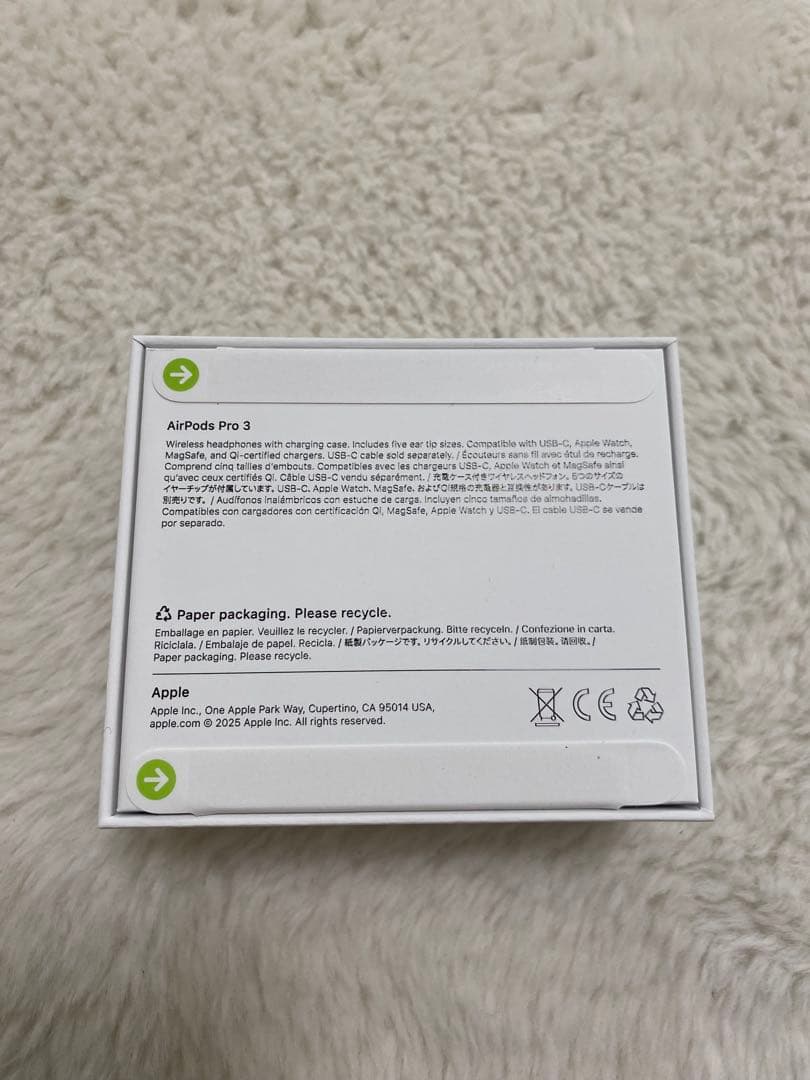 AirPods Pro 3
Wireless headphones with charging case. Includes five ear tip sizes. Compatible with USB-C, Apple Watch,
MagSafe, and Qi-certified chargers. USB-C cable sold separately. / Écouteurs sans fil avec étui de recharge.
Comprend cinq tailles d'embouts. Compatibles avec les chargeurs USB-C, Apple Watch et MagSafe ainsi
qu'avec ceux certifiés Qi. Câble USB-C vendu séparément. / 充電ケース付きワイヤレスヘッドフォン。5つのサイズの
イヤーチップが付属しています。USB-C、Apple Watch、MagSafe、およびQi規格の充電器と互換性があります。USB-Cケーブルは
別売りです。/ Audífonos inalámbricos con estuche de carga. Incluyen cinco tamaños de almohadillas.
Compatibles con cargadores con certificación Qi, MagSafe, Apple Watch y USB-C. El cable USB-C se vende
por separado.
Paper packaging. Please recycle.
Emballage en papier. Veuillez le recycler. / Papierverpackung. Bitte recyceln. / Confezione in carta.
Riciclala. / Embalaje de papel. Recicla. / 紙製パッケージです。リサイクルしてください。/ 纸制包装。请回收。/
Paper packaging. Please recycle.
Apple
Apple Inc., One Apple Park Way, Cupertino, CA 95014 USA,
apple.com © 2025 Apple Inc. All rights reserved.
CE